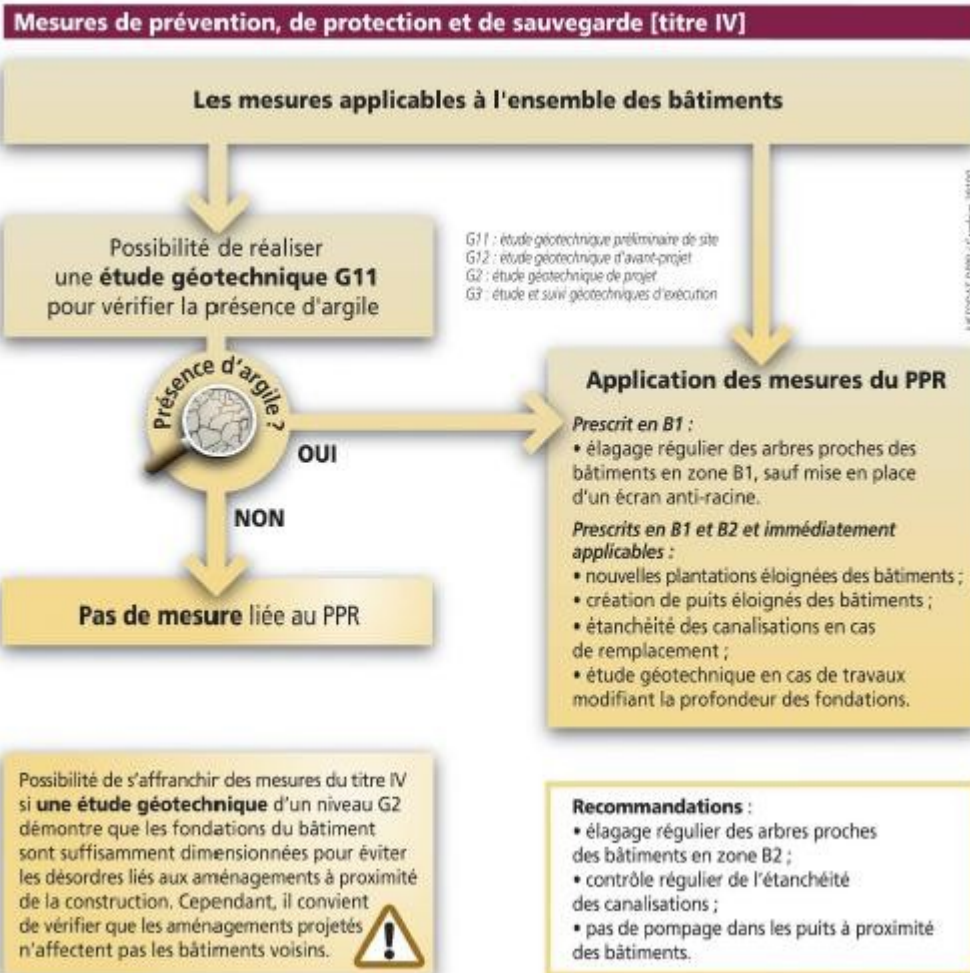 Mesures de prévention, de protection et de sauvegarde [titre IV]
Les mesures applicables à l'ensemble des bâtiments
Possibilité de réaliser
une étude géotechnique G11
pour vérifier la présence d'argile
G11 : étude géotechnique préliminaire de site
G12 : étude géotechnique d'avant-projet
G2 : étude géotechnique de projet
G3 : étude et suivi géotechniques d'exécution
Présence d'argile ?
OUI
NON
Pas de mesure liée au PPR
Application des mesures du PPR
Prescrit en B1 :
• élagage régulier des arbres proches des
bâtiments en zone B1, sauf mise en place
d'un écran anti-racine.
Prescrits en B1 et B2 et immédiatement
applicables :
• nouvelles plantations éloignées des bâtiments ;
• création de puits éloignés des bâtiments ;
• étanchéité des canalisations en cas
de remplacement ;
• étude géotechnique en cas de travaux
modifiant la profondeur des fondations.
Possibilité de s'affranchir des mesures du titre IV
si une étude géotechnique d'un niveau G2
démontre que les fondations du bâtiment
sont suffisamment dimensionnées pour éviter
les désordres liés aux aménagements à proximité
de la construction. Cependant, il convient
de vérifier que les aménagements projetés
n'affectent pas les bâtiments voisins.
Recommandations :
• élagage régulier des arbres proches
des bâtiments en zone B2 ;
• contrôle régulier de l'étanchéité
des canalisations ;
• pas de pompage dans les puits à proximité
des bâtiments.